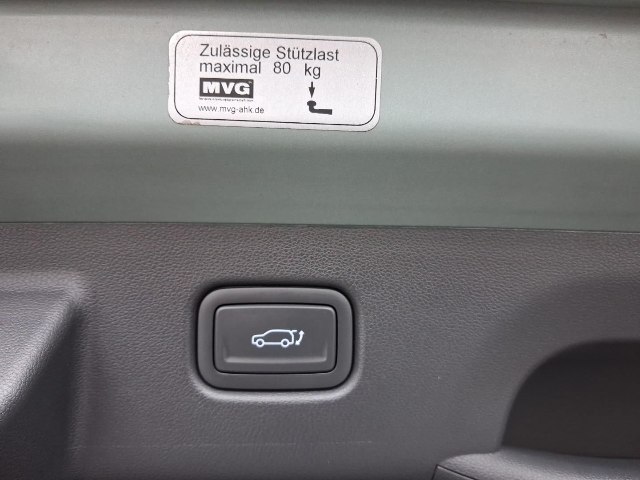 Zulässige Stützlast
maximal 80 kg
MVG
www.mvg-ahk.de